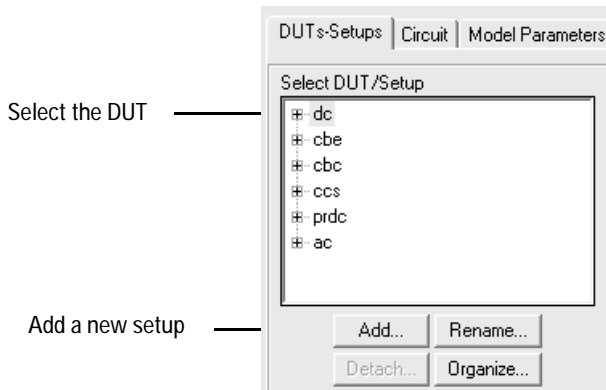 DUTs-Setups Circuit Model Parameters
Select DUT/Setup
Select the DUT
dc
cbe
cbc
ccs
prdc
ac
Add a new setup
Add... Rename...
Detach... Organize...